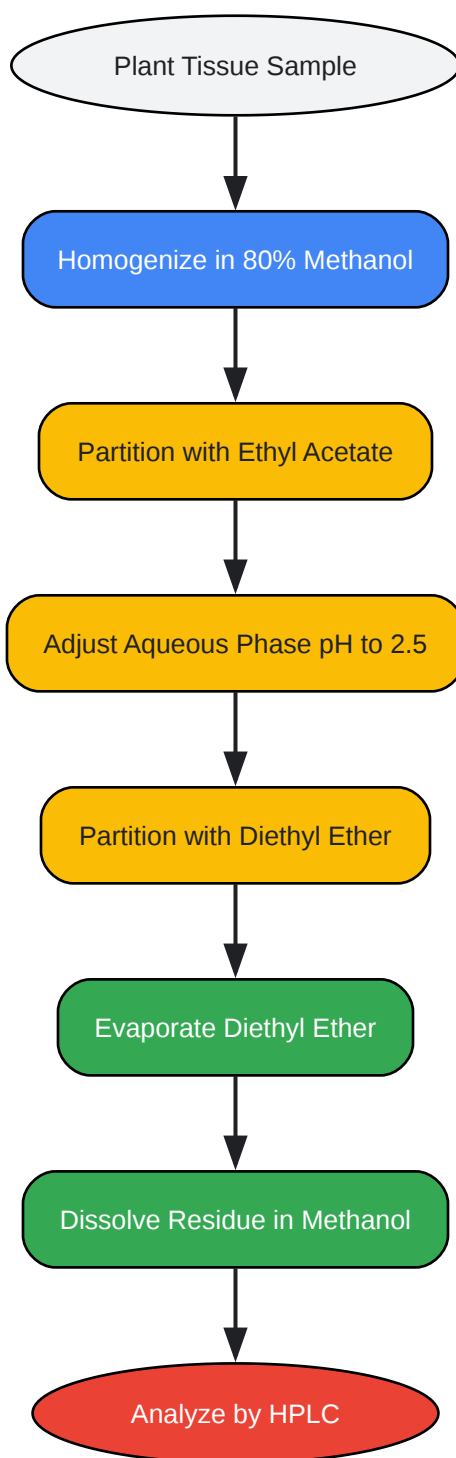 Plant Tissue Sample
Homogenize in 80% Methanol
Partition with Ethyl Acetate
Adjust Aqueous Phase pH to 2.5
Partition with Diethyl Ether
Evaporate Diethyl Ether
Dissolve Residue in Methanol
Analyze by HPLC